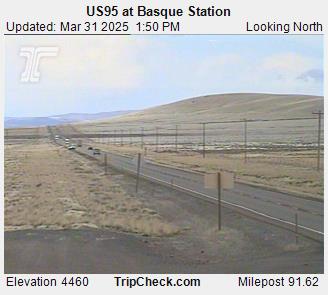 US95 at Basque Station
Updated: Mar 31 2025 1:50 PM Looking North
Elevation 4460 TripCheck.com Milepost 91.62